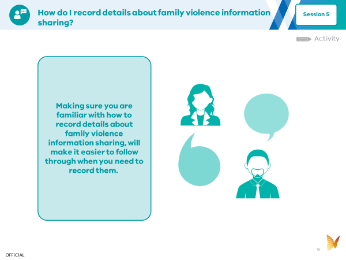 How do I record details about family violence information
sharing?
Session 5
Activity
Making sure you are
familiar with how to
record details about
family violence
information sharing, will
make it easier to follow
through when you need to
record them.
OFFICIAL